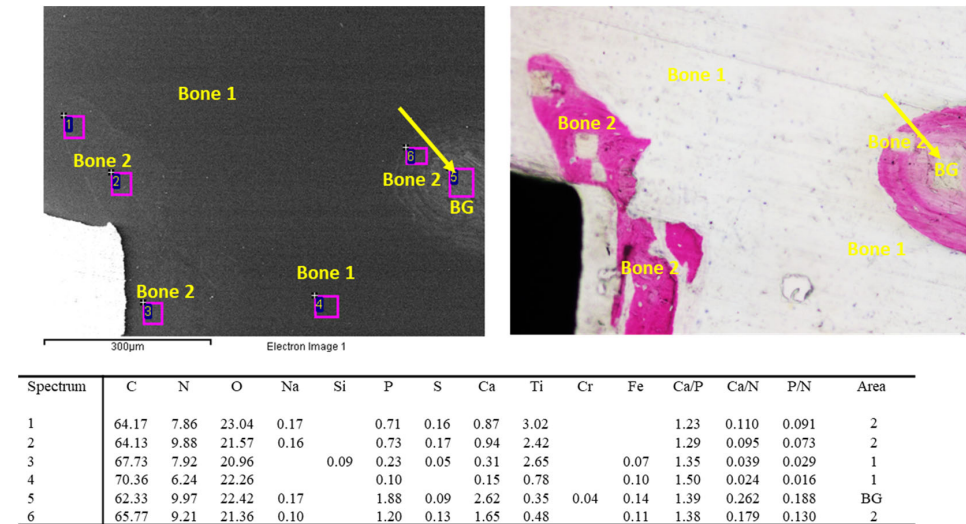 Bone 1
1
Bone 2
2
6
Bone 2
5
BG
Bone 1
Bone 2
3
4
300μm Electron Image 1
Bone 1
Bone 2
Bone 2
BG
Bone 1
Bone 2
Spectrum C N O Na Si P S Ca Ti Cr Fe Ca/P Ca/N P/N Area
1 64.17 7.86 23.04 0.17 0.71 0.16 0.87 3.02 1.23 0.110 0.091 2
2 64.13 9.88 21.57 0.16 0.73 0.17 0.94 2.42 1.29 0.095 0.073 2
3 67.73 7.92 20.96 0.09 0.23 0.05 0.31 2.65 0.07 1.35 0.039 0.029 1
4 70.36 6.24 22.26 0.10 0.15 0.78 0.10 1.50 0.024 0.016 1
5 62.33 9.97 22.42 0.17 1.88 0.09 2.62 0.35 0.04 0.14 1.39 0.262 0.188 BG
6 65.77 9.21 21.36 0.10 1.20 0.13 1.65 0.48 0.11 1.38 0.179 0.130 2